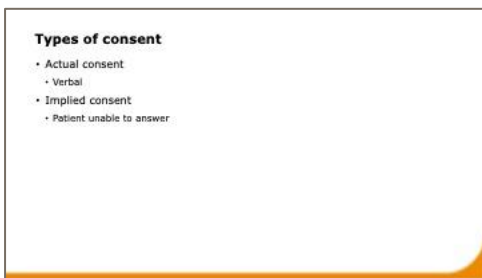 Types of consent
• Actual consent
• Verbal
• Implied consent
• Patient unable to answer